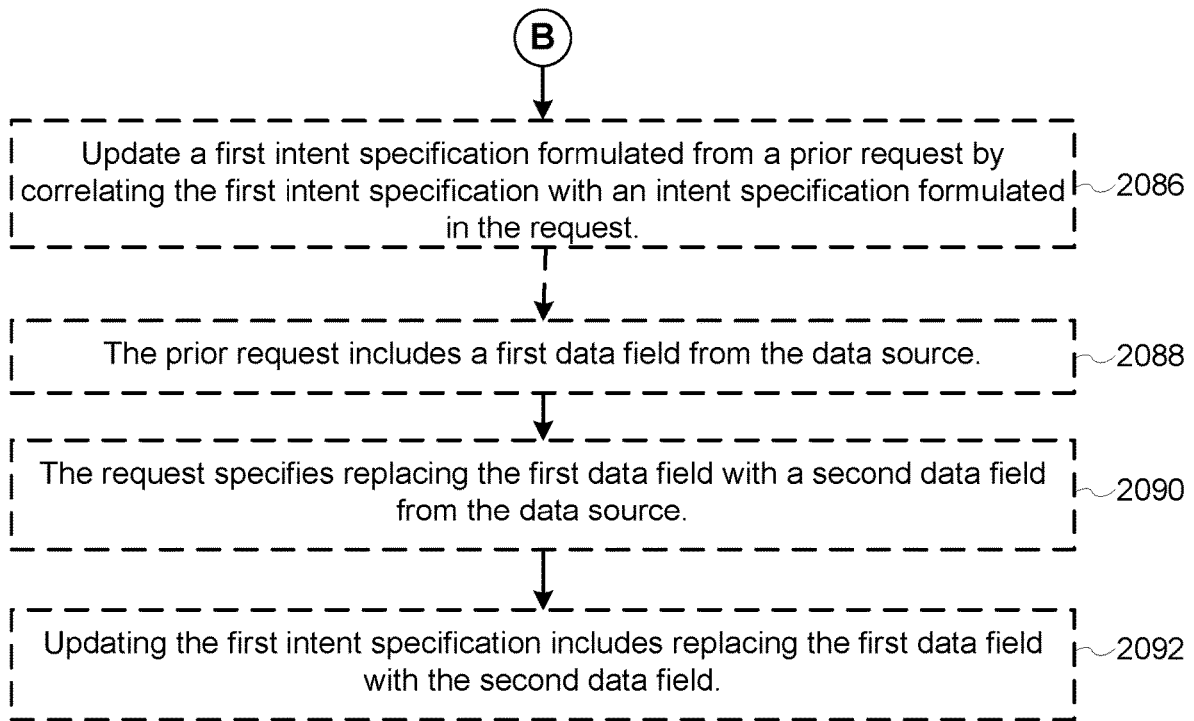 B
Update a first intent specification formulated from a prior request by
correlating the first intent specification with an intent specification formulated
in the request.
2086
The prior request includes a first data field from the data source.
2088
The request specifies replacing the first data field with a second data field
from the data source.
2090
Updating the first intent specification includes replacing the first data field
with the second data field.
2092